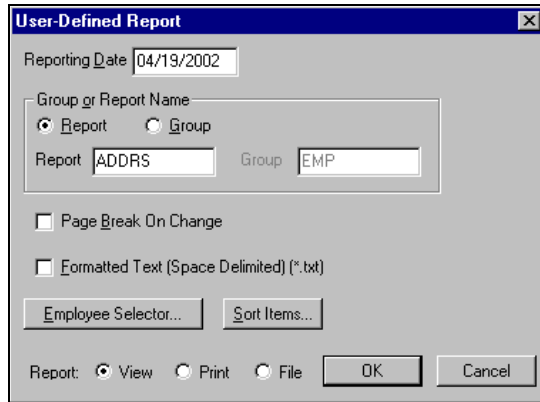 User-Defined Report
Reporting Date 04/19/2002
Group or Report Name
Report Group
Report ADDRS Group EMP
Page Break On Change
Formatted Text (Space Delimited) (*.txt)
Employee Selector... Sort Items...
Report: View Print File OK Cancel